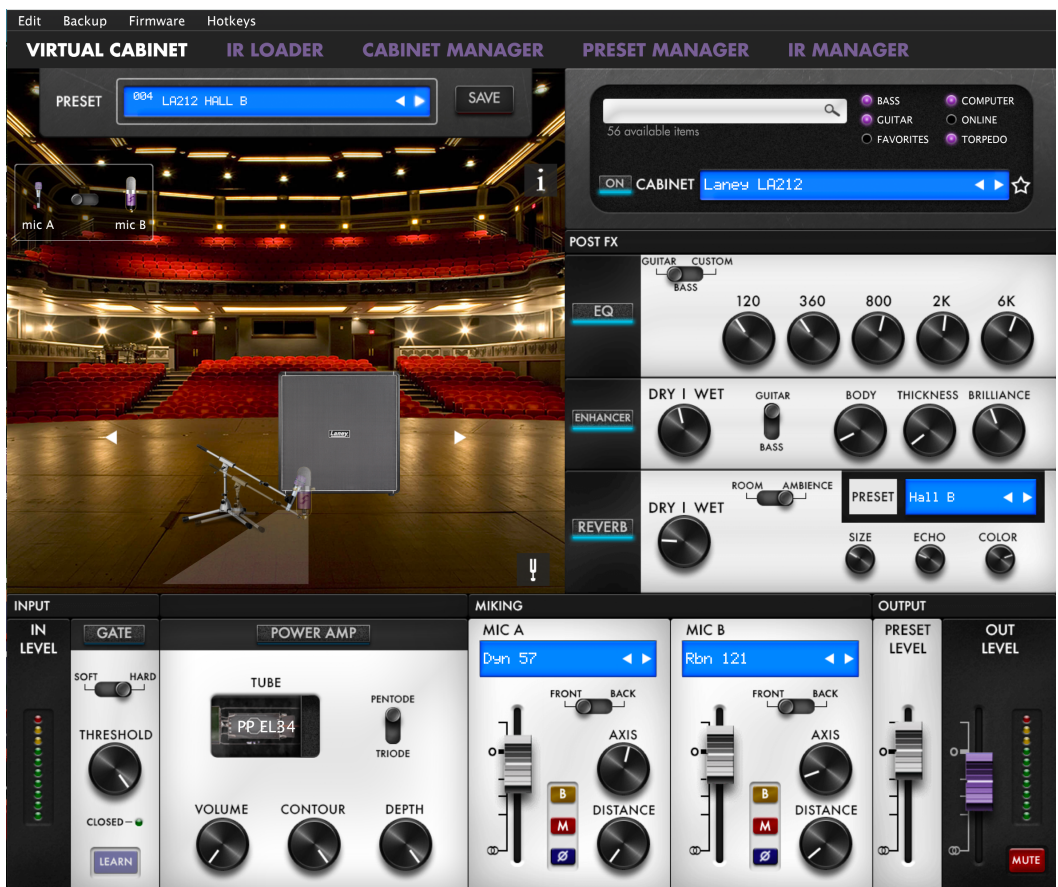 Edit Backup Firmware Hotkeys
VIRTUAL CABINET IR LOADER CABINET MANAGER PRESET MANAGER IR MANAGER
PRESET 004 LA212 HALL B SAVE
56 available items
BASS COMPUTER
GUITAR ONLINE
FAVORITES TORPEDO
i
ON CABINET Laney LA212
mic A mic B
POST FX
GUITAR CUSTOM
BASS
EQ
120 360 800 2K 6K
ENHANCER
DRY | WET
GUITAR
BASS
BODY THICKNESS BRILLIANCE
Laney
REVERB
DRY | WET
ROOM AMBIENCE
PRESET Hall B
SIZE ECHO COLOR
INPUT MIKING OUTPUT
IN LEVEL
GATE
SOFT HARD
THRESHOLD
CLOSED
LEARN
POWER AMP
TUBE
PP EL34
PENTODE
TRIODE
VOLUME CONTOUR DEPTH
MIC A
Dyn 57
FRONT BACK
AXIS
O
B
M
Ø
DISTANCE
∞
MIC B
Rbn 121
FRONT BACK
AXIS
O
B
M
Ø
DISTANCE
∞
PRESET
LEVEL
O
∞
OUT
LEVEL
O
∞
MUTE